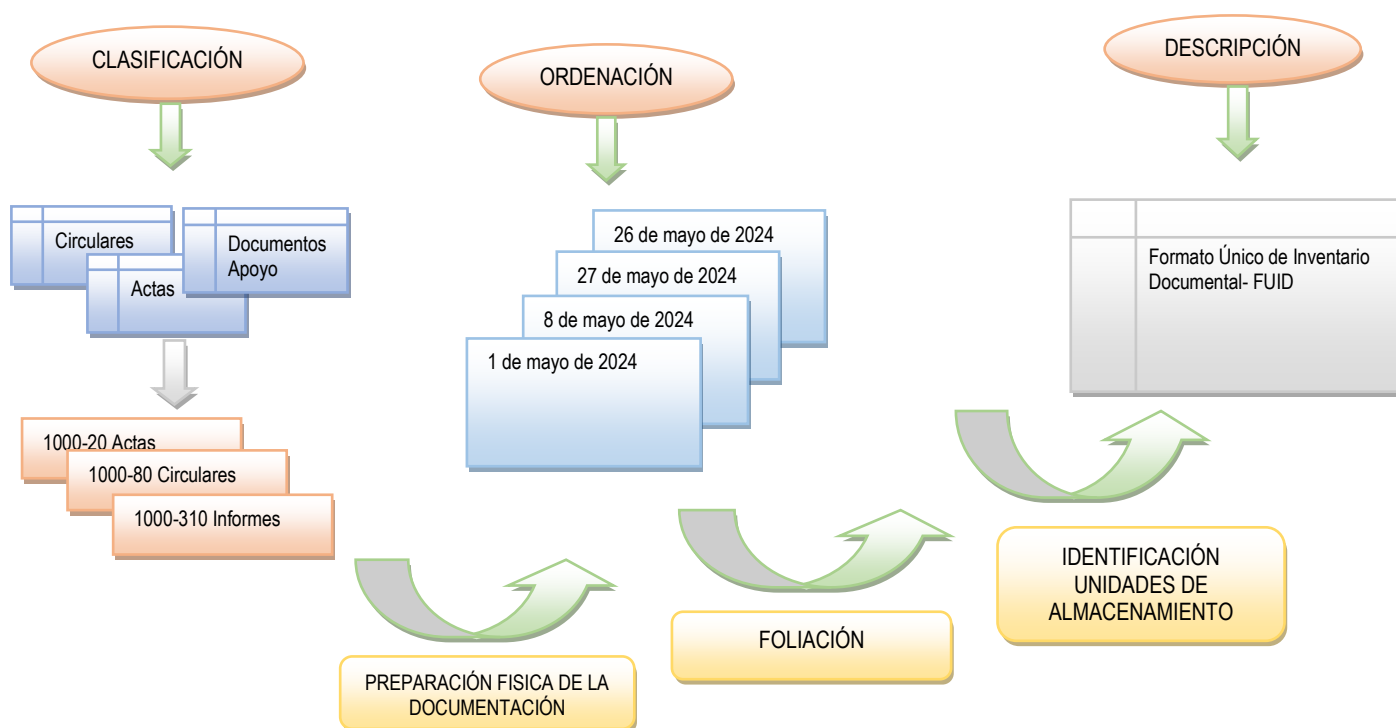 CLASIFICACIÓN
ORDENACIÓN
DESCRIPCIÓN
Circulares
Documentos
Apoyo
Actas
26 de mayo de 2024
27 de mayo de 2024
8 de mayo de 2024
1 de mayo de 2024
Formato Único de Inventario
Documental- FUID
1000-20 Actas
1000-80 Circulares
1000-310 Informes
PREPARACIÓN FISICA DE LA
DOCUMENTACIÓN
FOLIACIÓN
IDENTIFICACIÓN
UNIDADES DE
ALMACENAMIENTO